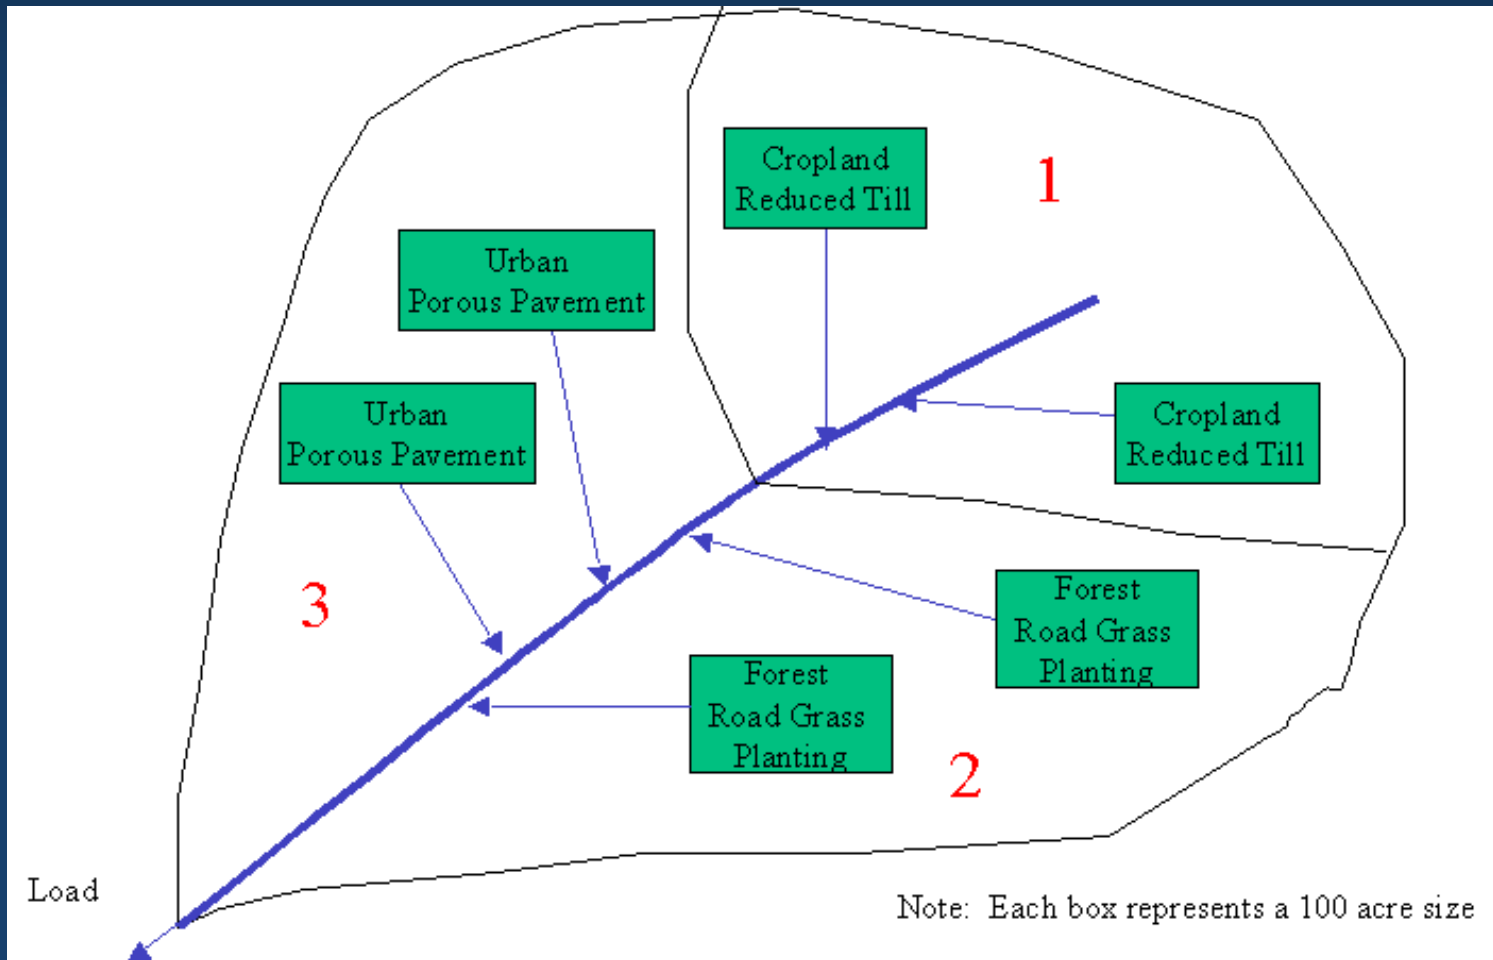 Cropland
Reduced Till
1
Urban
Porous Pavement
Urban
Porous Pavement
Cropland
Reduced Till
3
Forest
Road Grass
Planting
Forest
Road Grass
Planting
2
Load
Note: Each box represents a 100 acre size